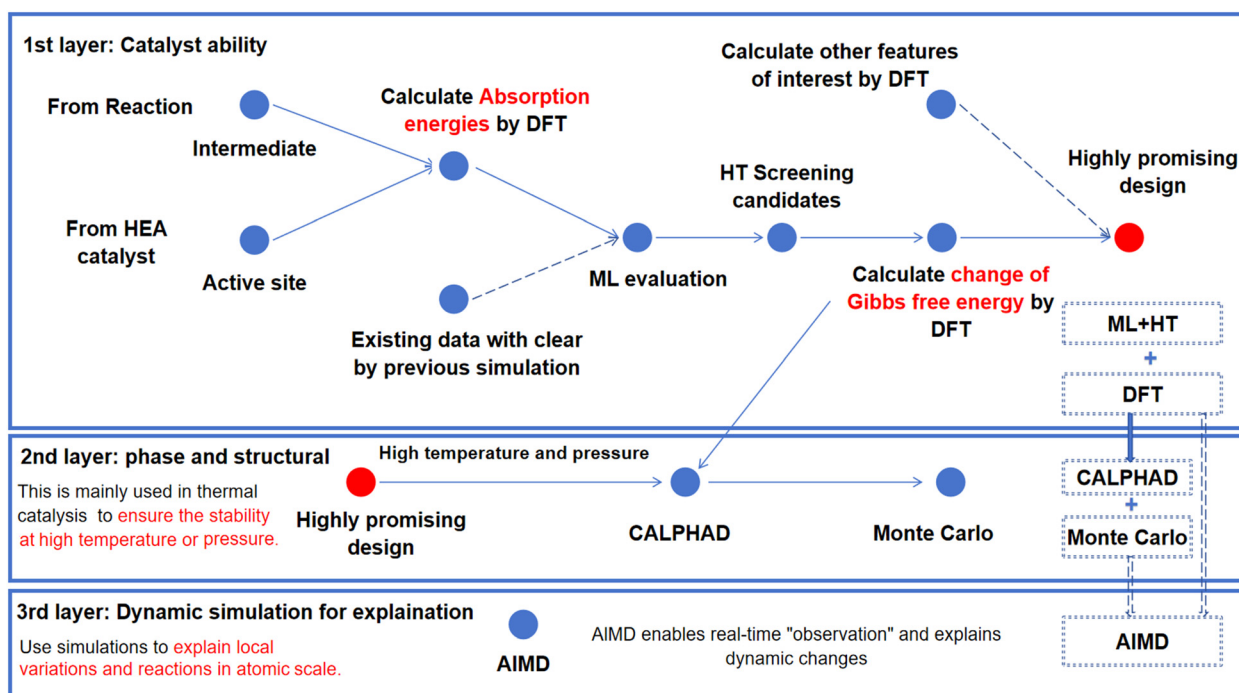 1st layer: Catalyst ability
From Reaction
Intermediate
From HEA
catalyst
Active site
Calculate Absorption
energies by DFT
Existing data with clear
by previous simulation
ML evaluation
HT Screening
candidates
Calculate other features
of interest by DFT
Calculate change of
Gibbs free energy by
DFT
Highly promising
design
ML+HT
+
DFT
2nd layer: phase and structural
This is mainly used in thermal
catalysis to ensure the stability
at high temperature or pressure.
Highly promising
design
High temperature and pressure
CALPHAD
Monte Carlo
CALPHAD
+
Monte Carlo
3rd layer: Dynamic simulation for explaination
Use simulations to explain local
variations and reactions in atomic scale.
AIMD
AIMD enables real-time "observation" and explains
dynamic changes
AIMD